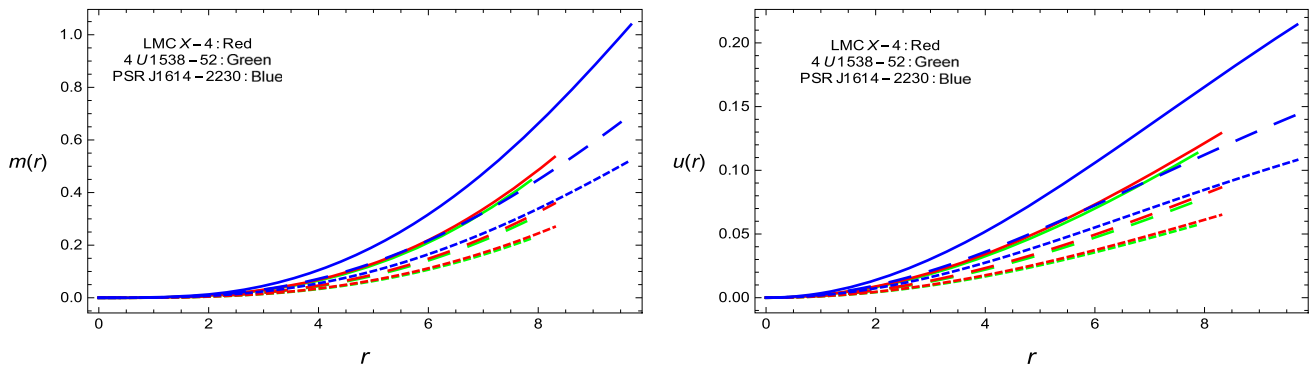 1.0
0.8
0.6
0.4
0.2
0.0
m(r)
LMC X-4: Red
4 U1538-52: Green
PSR J1614-2230: Blue
0 2 4 6 8
r
0.20
0.15
0.10
0.05
0.00
u(r)
LMC X-4: Red
4 U1538-52: Green
PSR J1614-2230: Blue
0 2 4 6 8
r